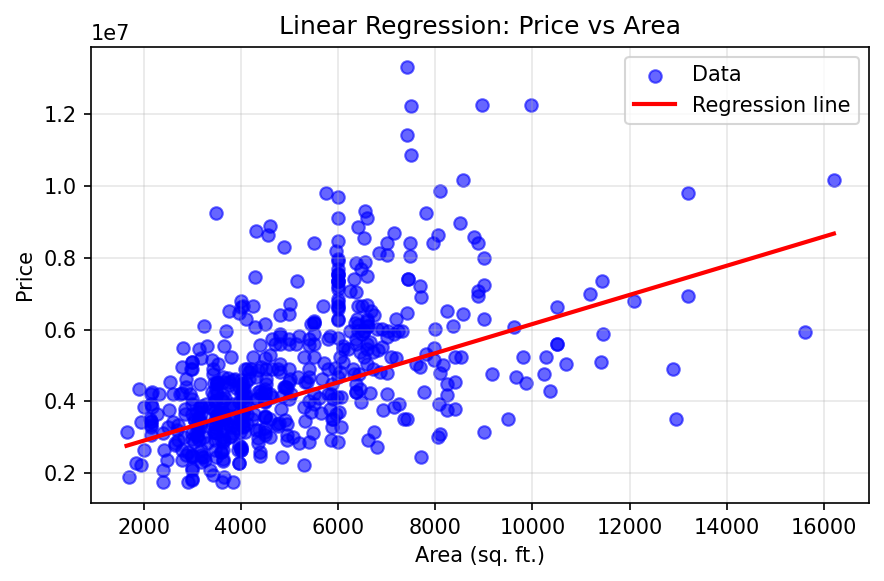 Linear Regression: Price vs Area
1e7
Data
Regression line
1.2
1.0
0.8
0.6
0.4
0.2
Price
2000 4000 6000 8000 10000 12000 14000 16000
Area (sq. ft.)